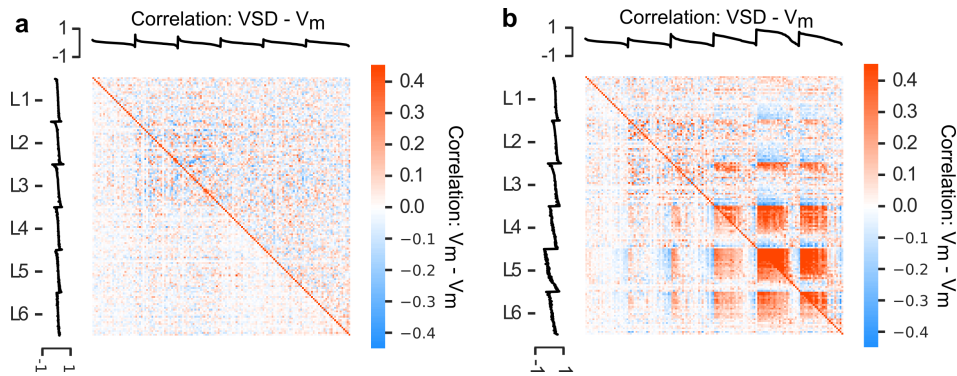 a
Correlation: VSD - Vm
1
-1
L1
L2
L3
L4
L5
L6
-1
1
0.4
0.3
0.2
0.1
0.0
−0.1
−0.2
−0.3
−0.4
Correlation: Vm - Vm
b
Correlation: VSD - Vm
1
-1
L1
L2
L3
L4
L5
L6
-1
1
0.4
0.3
0.2
0.1
0.0
−0.1
−0.2
−0.3
−0.4
Correlation: Vm - Vm